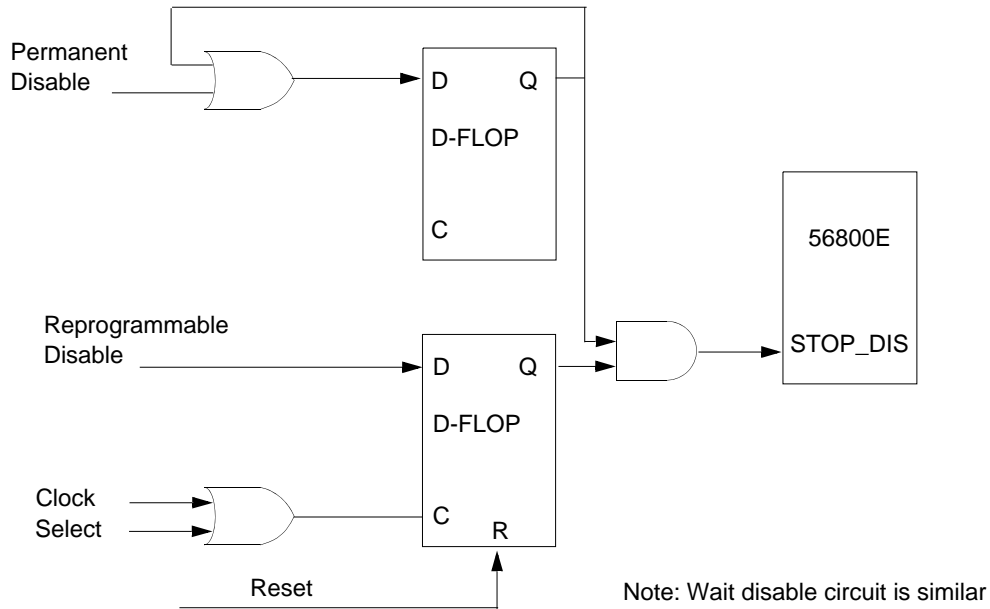 Permanent
Disable
D Q
D-FLOP
C
56800E
STOP_DIS
Reprogrammable
Disable
D Q
D-FLOP
Clock
Select
C
R
Reset
Note: Wait disable circuit is similar